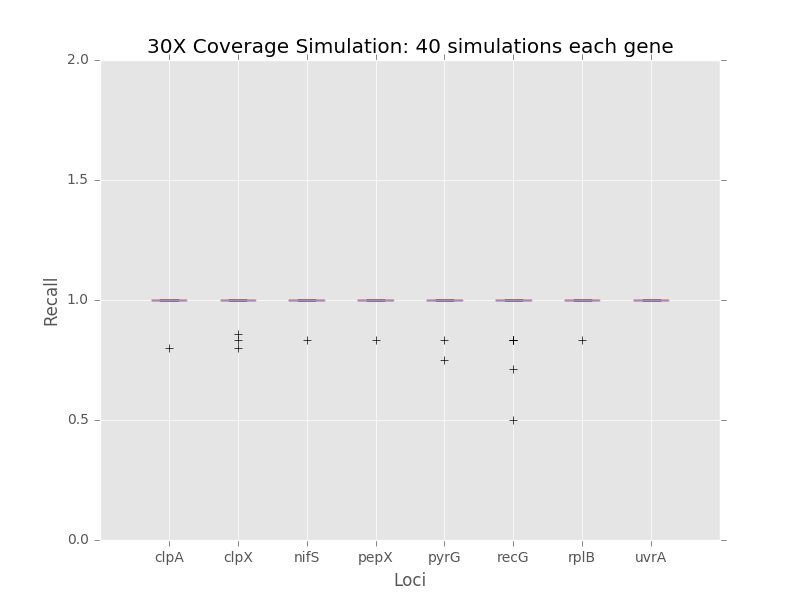 30X Coverage Simulation: 40 simulations each gene
2.0
1.5
1.0
0.5
0.0
Recall
clpA clpX nifS pepX pyrG recG rplB uvrA
Loci